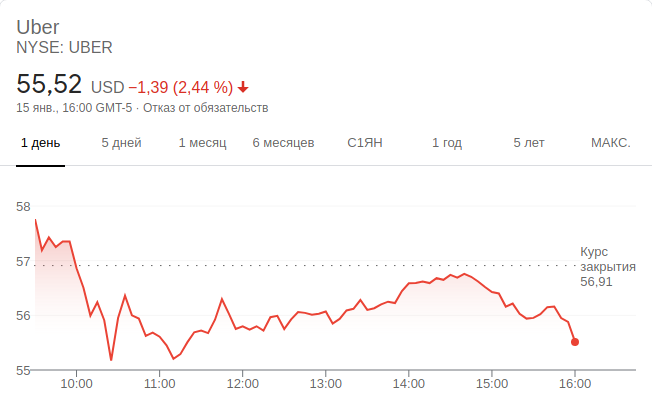 Uber
NYSE: UBER
55,52 USD −1,39 (2,44 %)
15 янв., 16:00 GMT-5 · Отказ от обязательств
1 день 5 дней 1 месяц 6 месяцев С1ЯН 1 год 5 лет МАКС.
58
57
56
55
Курс
закрытия
56,91
10:00 11:00 12:00 13:00 14:00 15:00 16:00